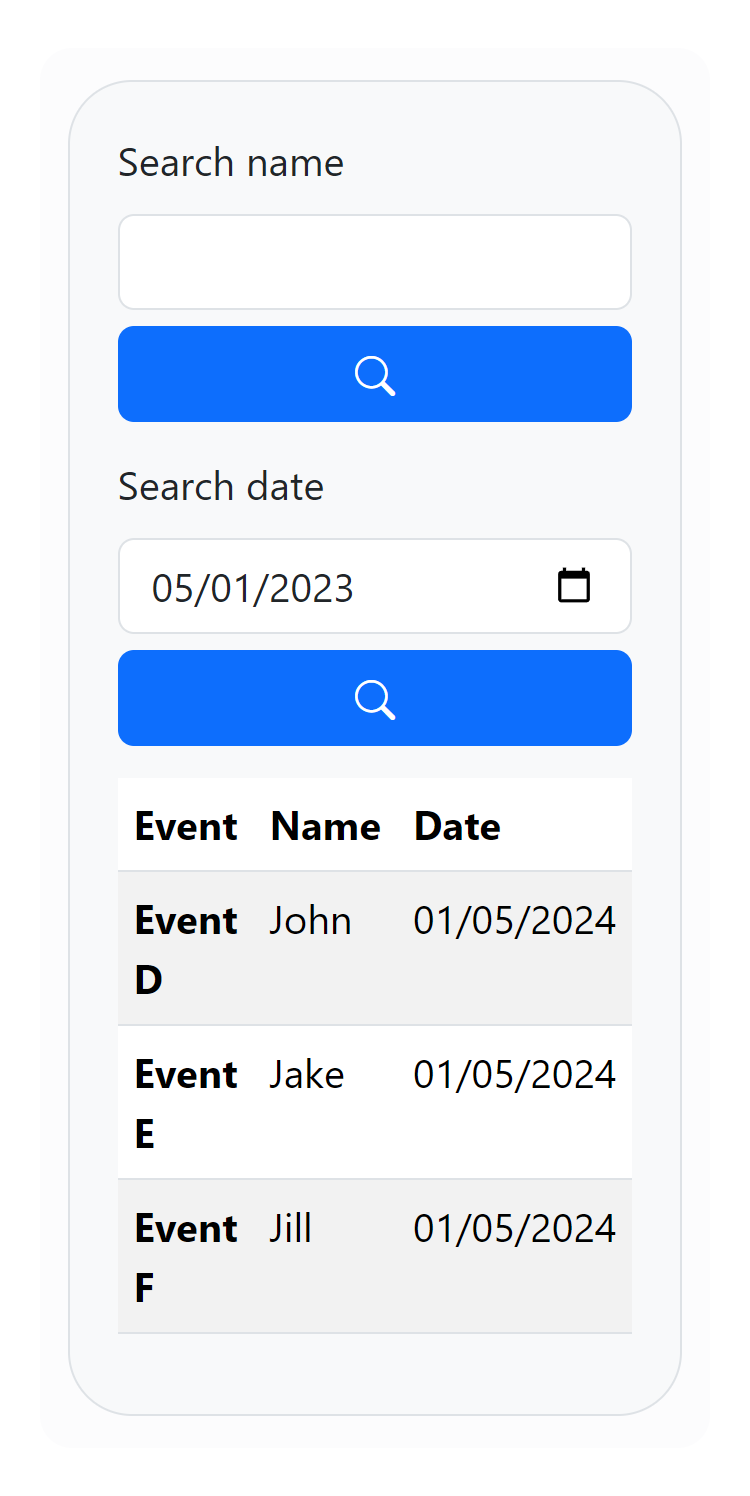 Search name
Search date
05/01/2023
Event Name Date
Event John 01/05/2024
D
Event Jake 01/05/2024
E
Event Jill 01/05/2024
F